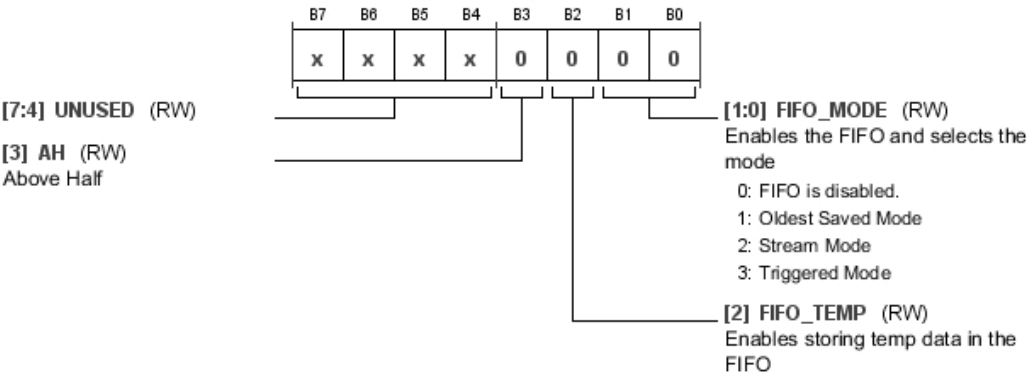 B7 B6 B5 B4 B3 B2 B1 B0
x x x x 0 0 0 0
[7:4] UNUSED (RW)
[3] AH (RW)
Above Half
[1:0] FIFO_MODE (RW)
Enables the FIFO and selects the
mode
0: FIFO is disabled.
1: Oldest Saved Mode
2: Stream Mode
3: Triggered Mode
[2] FIFO_TEMP (RW)
Enables storing temp data in the
FIFO